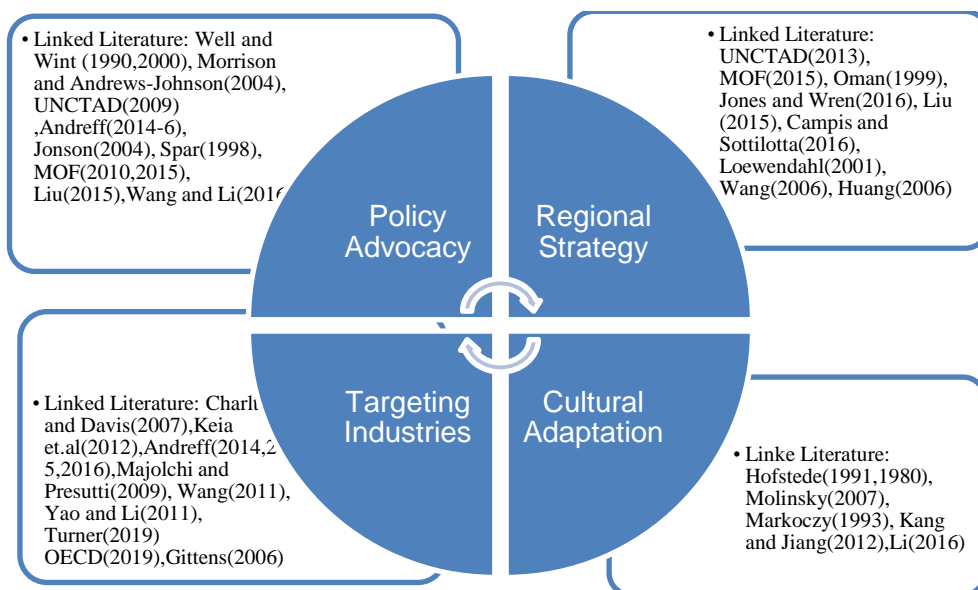 • Linked Literature: Well and
Wint (1990,2000), Morrison
and Andrews-Johnson(2004),
UNCTAD(2009)
,Andreff(2014-6),
Jonson(2004), Spar(1998),
MOF(2010,2015),
Liu(2015),Wang and Li(2016
Policy
Advocacy
Regional
Strategy
• Linked Literature:
UNCTAD(2013),
MOF(2015), Oman(1999),
Jones and Wren(2016), Liu
(2015), Campis and
Sottilotta(2016),
Loewendahl(2001),
Wang(2006), Huang(2006)
• Linked Literature:
and Davis(2007),Keia
et.al(2012),Andreff(2014,2
5,2016),Majolchi and
Presutti(2009), Wang(2011),
Yao and Li(2011),
Turner(2019)
OECD(2019),Gittens(2006)
Targeting
Industries
Cultural
Adaptation
• Linke Literature:
Hofstede(1991,1980),
Molinsky(2007),
Markoczy(1993), Kang
and Jiang(2012),Li(2016)